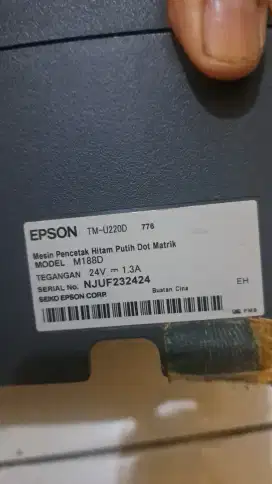 EPSON TM-U220D 776
Mesin Pencetak Hitam Putih Dot Matrik
MODEL M188D
TEGANGAN 24V ⎓ 1.3A
SERIAL No. NJUF232424
SEIKO EPSON CORP. Buatan Cina EH